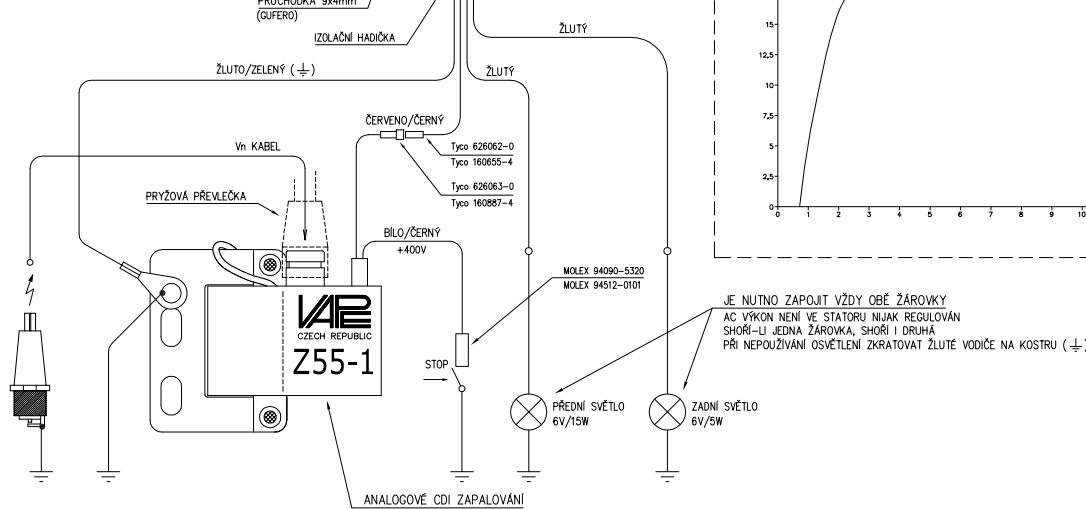 PRŮCHODKA 9x4mm
(GUFERO)
IZOLAČNÍ HADIČKA
ŽLUTÝ
ŽLUTO/ZELENÝ (⏚)
ŽLUTÝ
ČERVENO/ČERNÝ
Tyco 626062-0
Tyco 160655-4
Vn KABEL
Tyco 626063-0
Tyco 160887-4
PRYŽOVÁ PŘEVLEČKA
BÍLO/ČERNÝ
+400V
MOLEX 94090-5320
MOLEX 94512-0101
VAPE
CZECH REPUBLIC
Z55-1
STOP
JE NUTNO ZAPOJIT VŽDY OBĚ ŽÁROVKY
AC VÝKON NENÍ VE STATORU NIJAK REGULOVÁN
SHOŘÍ-LI JEDNA ŽÁROVKA, SHOŘÍ I DRUHÁ
PŘI NEPOUŽÍVÁNÍ OSVĚTLENÍ ZKRATOVAT ŽLUTÉ VODIČE NA KOSTRU (⏚)
PŘEDNÍ SVĚTLO
6V/15W
ZADNÍ SVĚTLO
6V/5W
ANALOGOVÉ CDI ZAPALOVÁNÍ
15
12,5
10
7,5
5
2,5
0
0 1 2 3 4 5 6 7 8 9 10